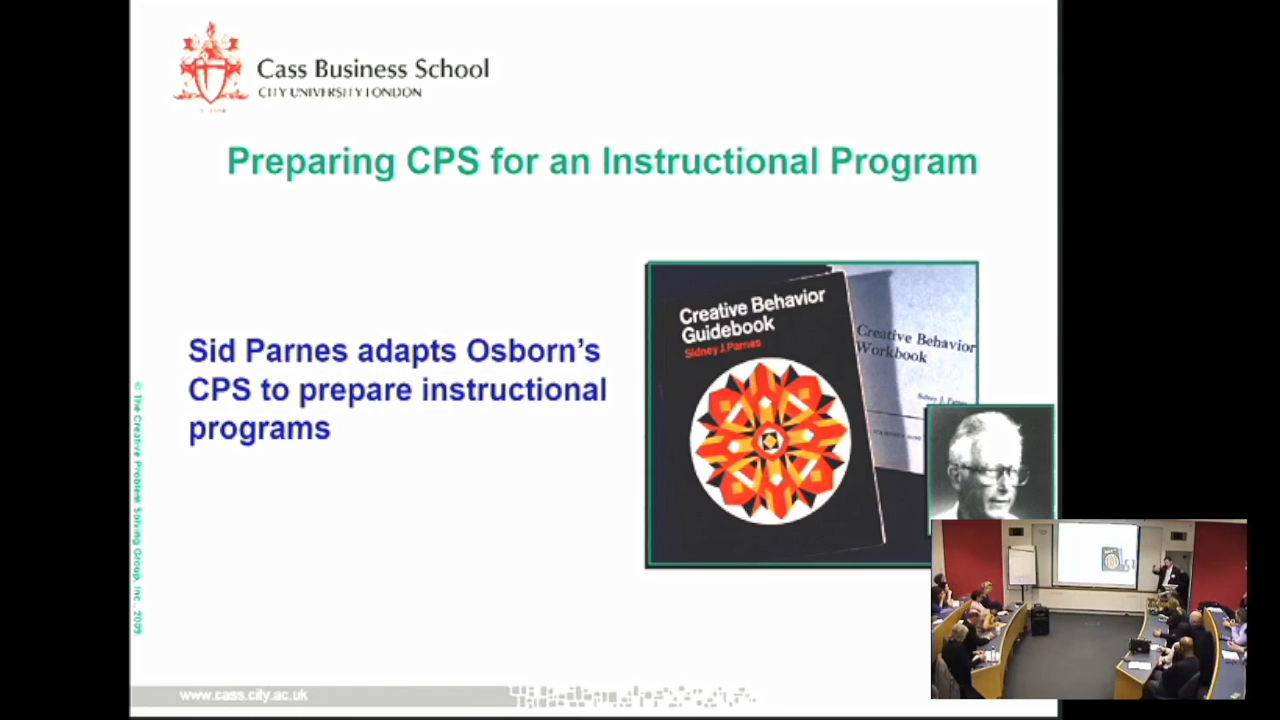 Cass Business School
CITY UNIVERSITY LONDON
Preparing CPS for an Instructional Program
Sid Parnes adapts Osborn's
CPS to prepare instructional
programs
Creative Behavior
Guidebook
Sidney J. Parnes
Creative Behavior
Workbook
© The Creative Problem Solving Group, Inc., 2009
www.cass.city.ac.uk